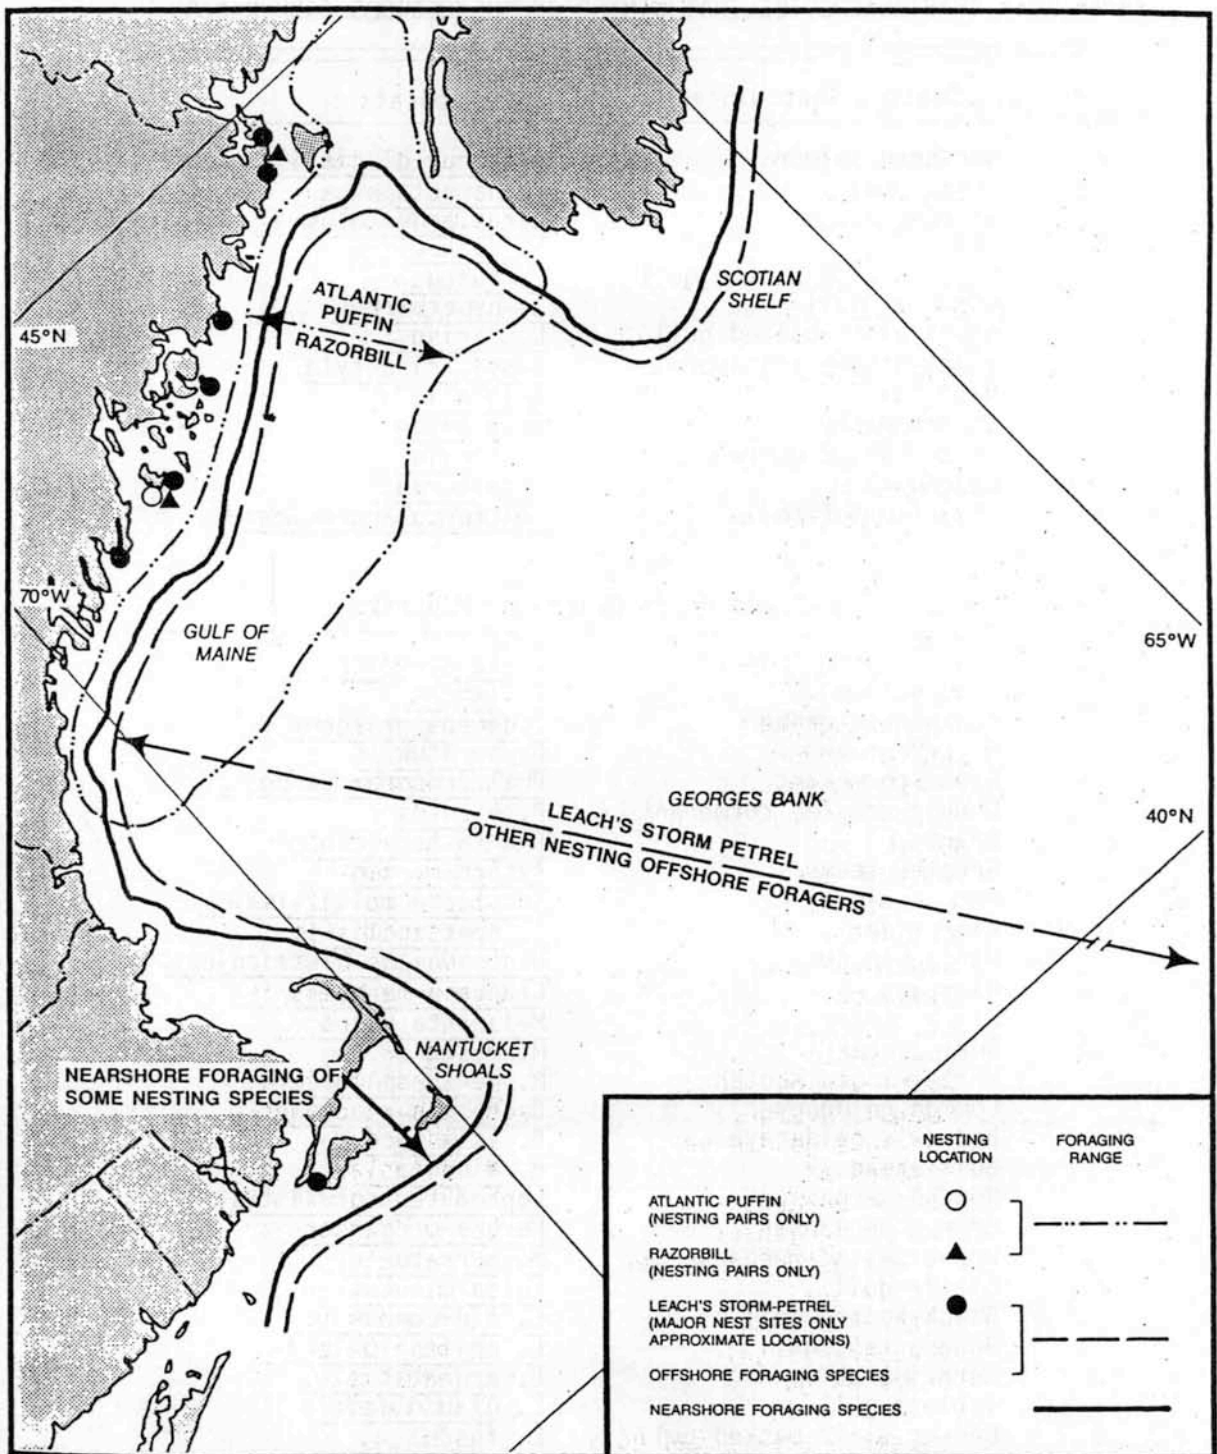 SCOTIAN
SHELF
ATLANTIC
PUFFIN
RAZORBILL
45°N
70°W
GULF OF
MAINE
65°W
GEORGES BANK
40°N
LEACH'S STORM PETREL
OTHER NESTING OFFSHORE FORAGERS
NANTUCKET
SHOALS
NEARSHORE FORAGING OF
SOME NESTING SPECIES
NESTING
LOCATION
FORAGING
RANGE
ATLANTIC PUFFIN
(NESTING PAIRS ONLY)
RAZORBILL
(NESTING PAIRS ONLY)
LEACH'S STORM-PETREL
(MAJOR NEST SITES ONLY
APPROXIMATE LOCATIONS)
OFFSHORE FORAGING SPECIES
NEARSHORE FORAGING SPECIES